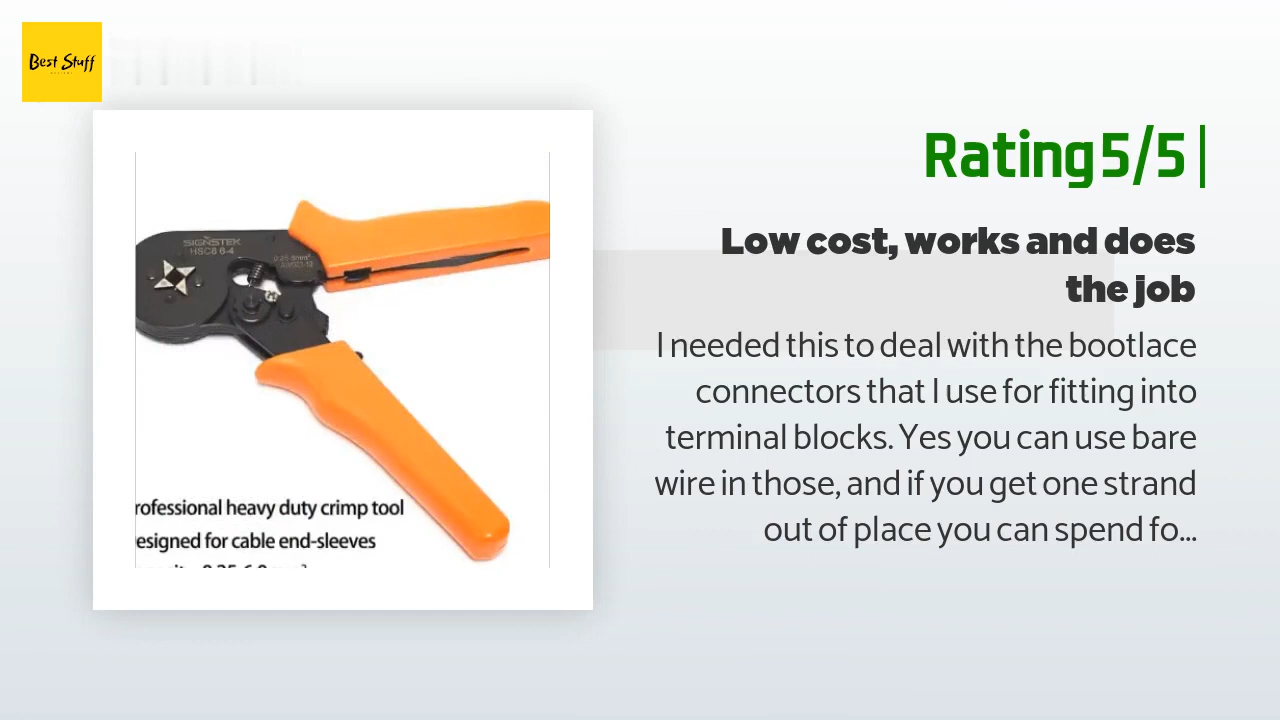 Best Stuff
Rating 5/5
Low cost, works and does
the job
I needed this to deal with the bootlace
connectors that I use for fitting into
terminal blocks. Yes you can use bare
wire in those, and if you get one strand
out of place you can spend fo...
SIGNSTEK
HSC8 6-4
rofessional heavy duty crimp tool
esigned for cable end-sleeves